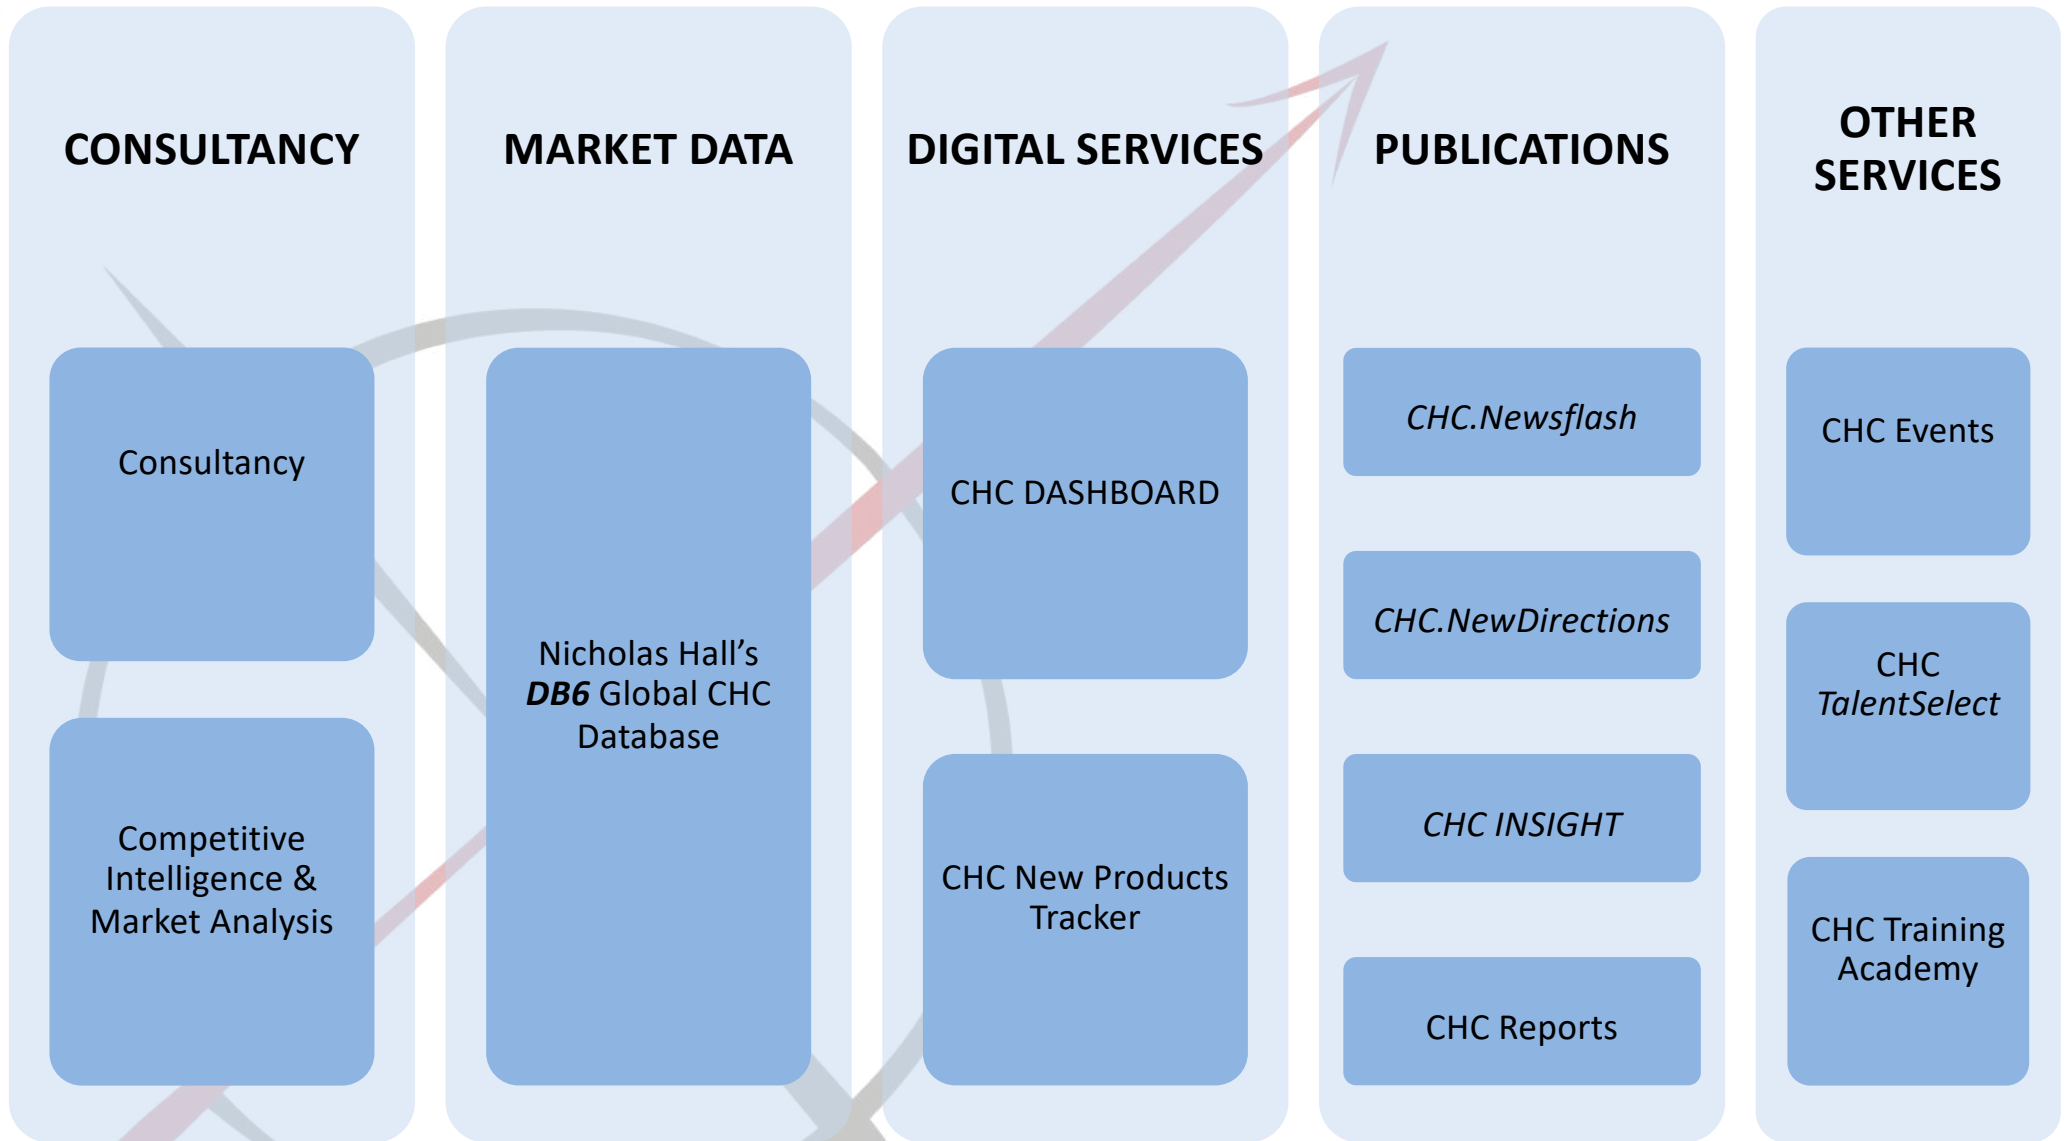 CONSULTANCY
Consultancy
Competitive
Intelligence &
Market Analysis
MARKET DATA
Nicholas Hall’s
DB6 Global CHC
Database
DIGITAL SERVICES
CHC DASHBOARD
CHC New Products
Tracker
PUBLICATIONS
CHC.Newsflash
CHC.NewDirections
CHC INSIGHT
CHC Reports
OTHER
SERVICES
CHC Events
CHC
TalentSelect
CHC Training
Academy